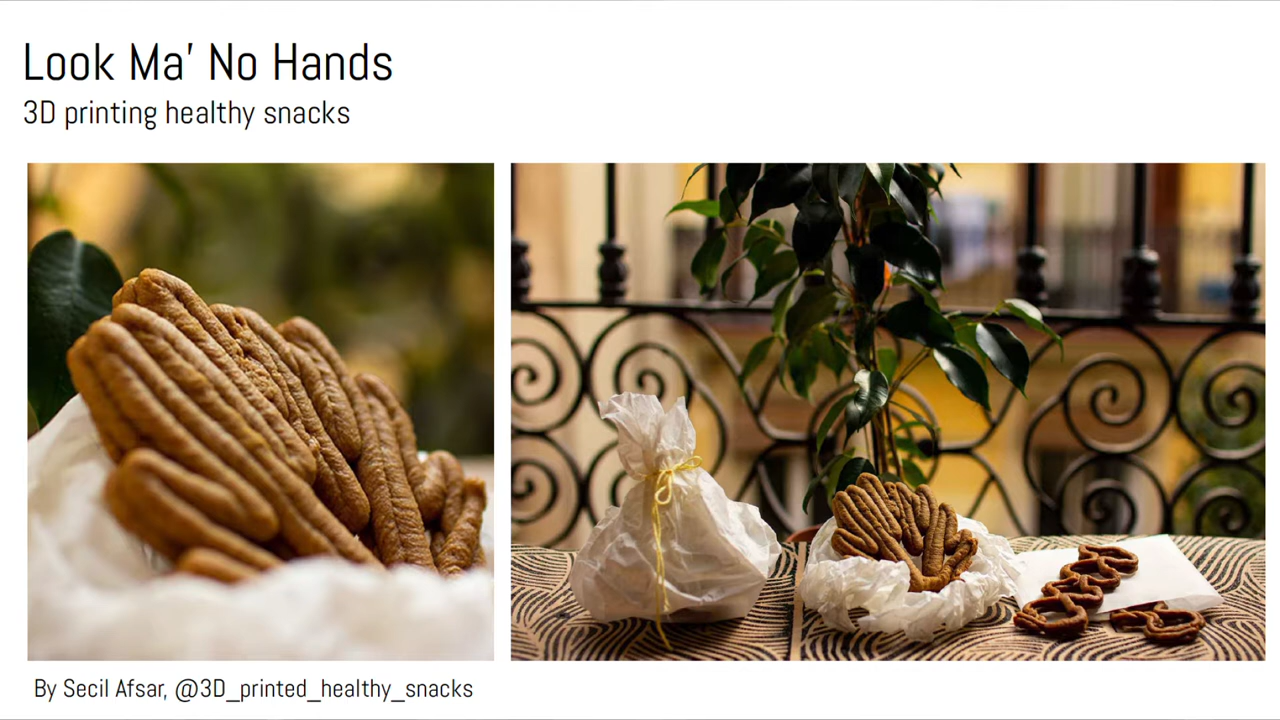 Look Ma' No Hands
3D printing healthy snacks
By Secil Afsar, @3D_printed_healthy_snacks